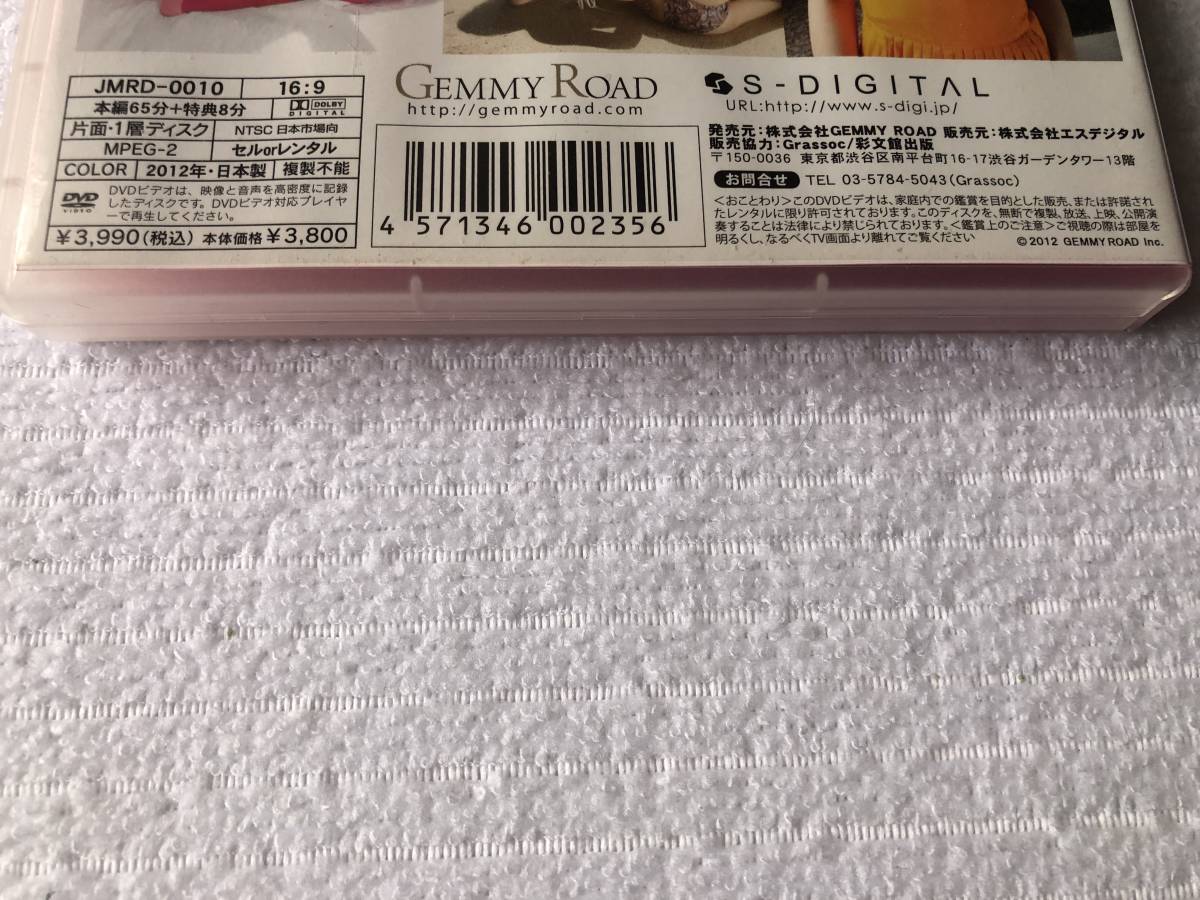 JMRD-0010 16:9
本編65分+特典8分 DOLBY DIGITAL
片面・1層ディスク NTSC 日本市場向
MPEG-2 セルorレンタル
COLOR 2012年・日本製 複製不能
DVD VIDEO
DVDビデオは、映像と音声を高密度に記録
したディスクです。DVDビデオ対応プレイヤ
ーで再生してください。
¥3,990(税込) 本体価格¥3,800
GEMMY ROAD
http://gemmyroad.com
4 571346 002356
S-DIGITAL
URL:http://www.s-digi.jp/
発売元:株式会社GEMMY ROAD 販売元:株式会社エスデジタル
販売協力:Grassoc/彩文館出版
〒150-0036 東京都渋谷区南平台町16-17渋谷ガーデンタワー13階
お問合せ TEL 03-5784-5043(Grassoc)
<おことわり>このDVDビデオは、家庭内での鑑賞を目的とした販売、または許諾され
たレンタルに限り許可されております。このディスクを、無断で複製、放送、上映、公開演
奏することは法律により禁じられております。<鑑賞上のご注意>ご視聴の際は部屋を
明るくし、なるべくTV画面より離れてご覧ください
©2012 GEMMY ROAD Inc.